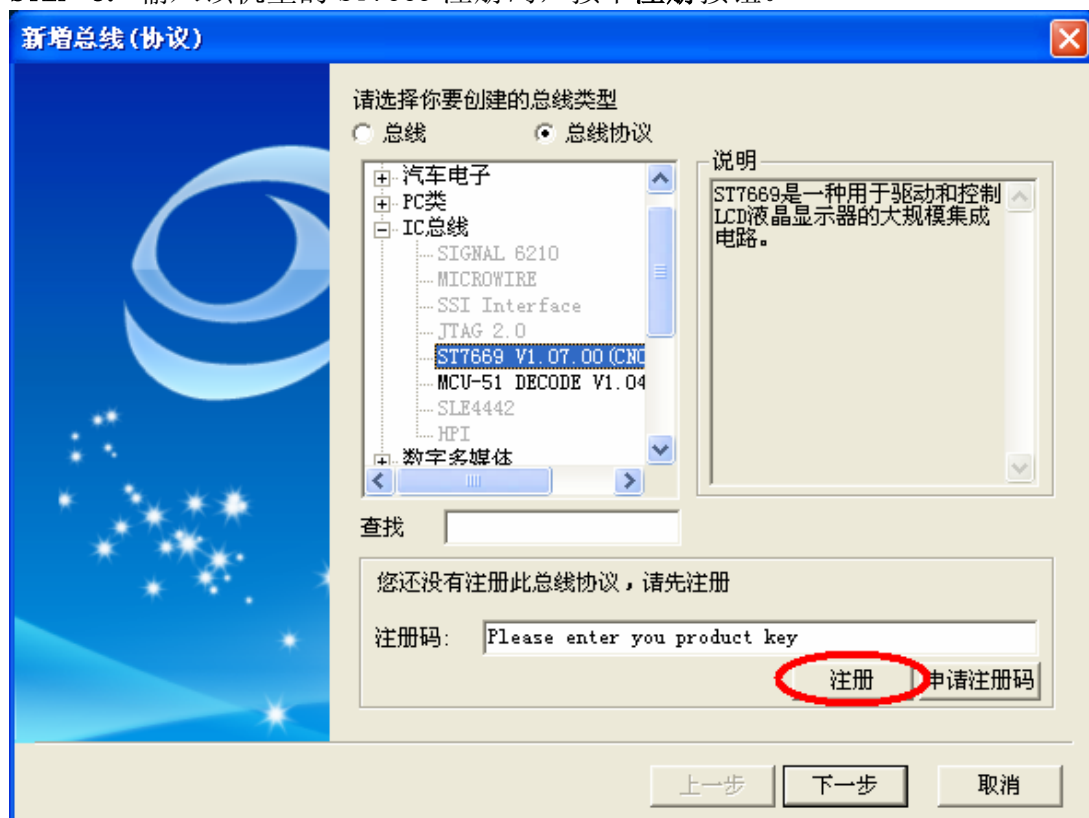 新增总线(协议)
请选择你要创建的总线类型
总线
总线协议
汽车电子
PC类
IC总线
SIGNAL 6210
MICROWIRE
SSI Interface
JTAG 2.0
ST7669 V1.07.00(CNC
MCU-51 DECODE V1.04
SLE4442
HPI
数字多媒体
说明
ST7669是一种用于驱动和控制
LCD液晶显示器的大规模集成
电路。
查找
您还没有注册此总线协议，请先注册
注册码:
Please enter you product key
注册
申请注册码
上一步
下一步
取消